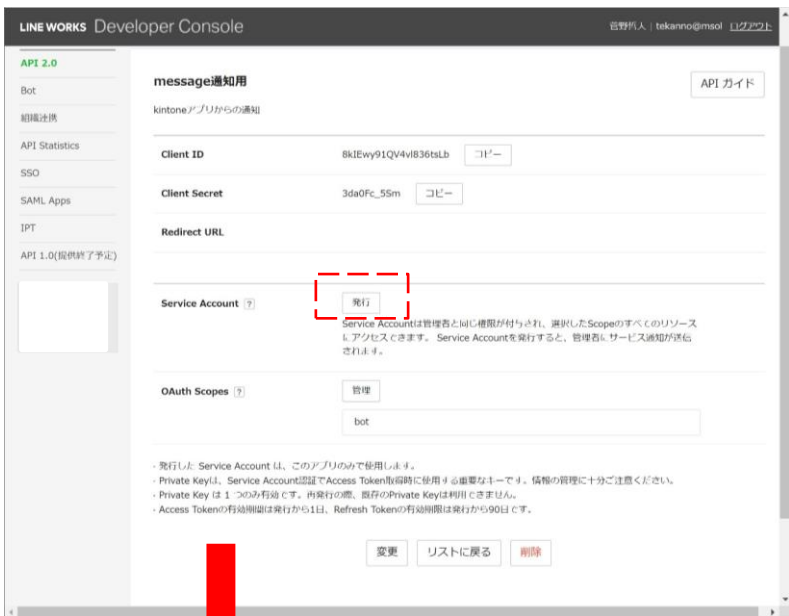 LINE WORKS Developer Console
菅野哲人 | tekanno@msol ログアウト
API 2.0
Bot
組織連携
API Statistics
SSO
SAML Apps
IPT
API 1.0(提供終了予定)
message通知用
API ガイド
kintoneアプリからの通知
Client ID
8kIEwy91QV4vl836tsLb
コピー
Client Secret
3da0Fc_5Sm
コピー
Redirect URL
Service Account ?
発行
Service Accountは管理者と同じ権限が付与され、選択したScopeのすべてのリソース
にアクセスできます。 Service Accountを発行すると、管理者にサービス通知が送信
されます。
OAuth Scopes ?
管理
bot
· 発行した Service Account は、このアプリのみで使用します。
· Private Keyは、Service Account認証でAccess Token取得時に使用する重要なキーです。情報の管理に十分ご注意ください。
· Private Key は 1 つのみ有効です。再発行の際、既存のPrivate Keyは利用できません。
· Access Tokenの有効期間は発行から1日、Refresh Tokenの有効期限は発行から90日です。
変更
リストに戻る
削除